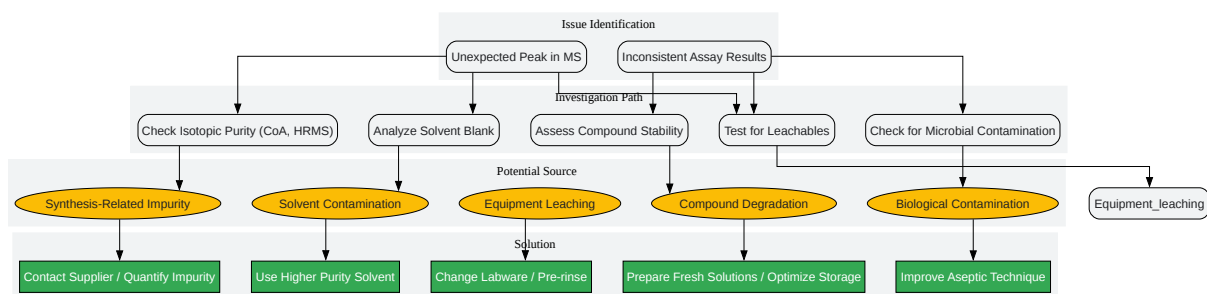 Issue Identification
Unexpected Peak in MS
Inconsistent Assay Results
Investigation Path
Check Isotopic Purity (CoA, HRMS)
Analyze Solvent Blank
Assess Compound Stability
Test for Leachables
Check for Microbial Contamination
Potential Source
Synthesis-Related Impurity
Solvent Contamination
Equipment Leaching
Compound Degradation
Biological Contamination
Equipment_leaching
Solution
Contact Supplier / Quantify Impurity
Use Higher Purity Solvent
Change Labware / Pre-rinse
Prepare Fresh Solutions / Optimize Storage
Improve Aseptic Technique